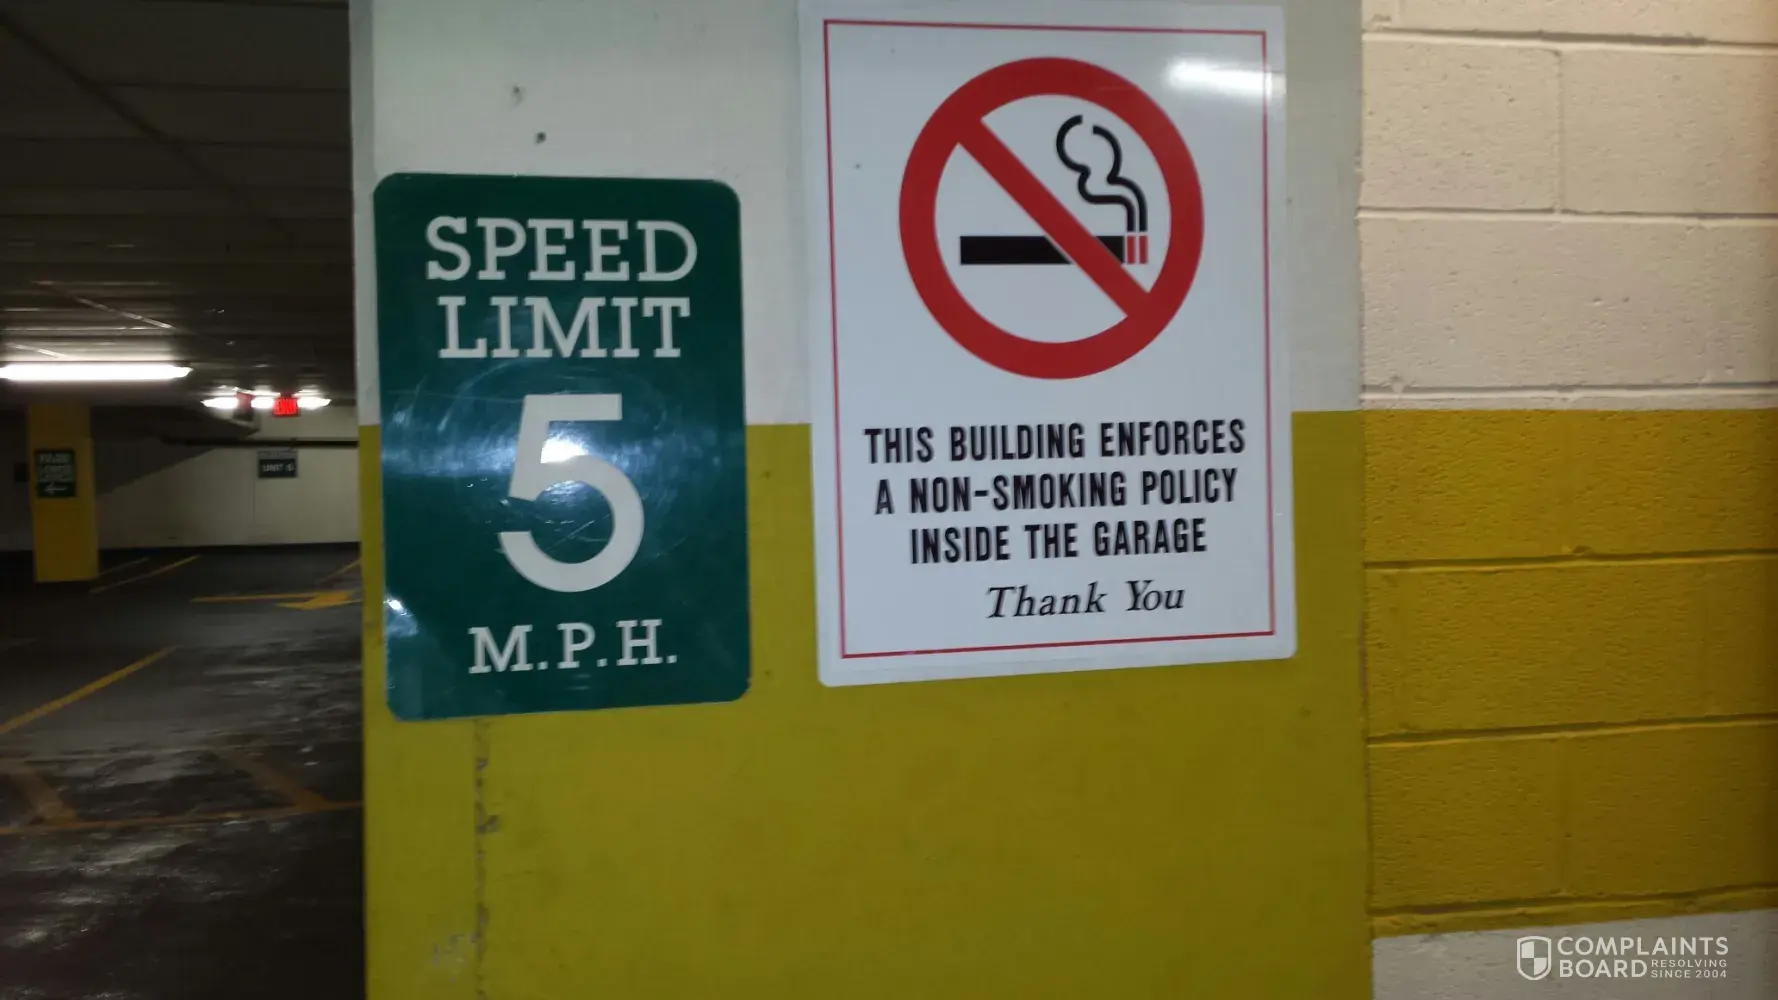 SPEED
LIMIT
5
M.P.H.
THIS BUILDING ENFORCES
A NON-SMOKING POLICY
INSIDE THE GARAGE
Thank You
UNIT
COMPLAINTS
BOARD RESOLVING
SINCE 2004